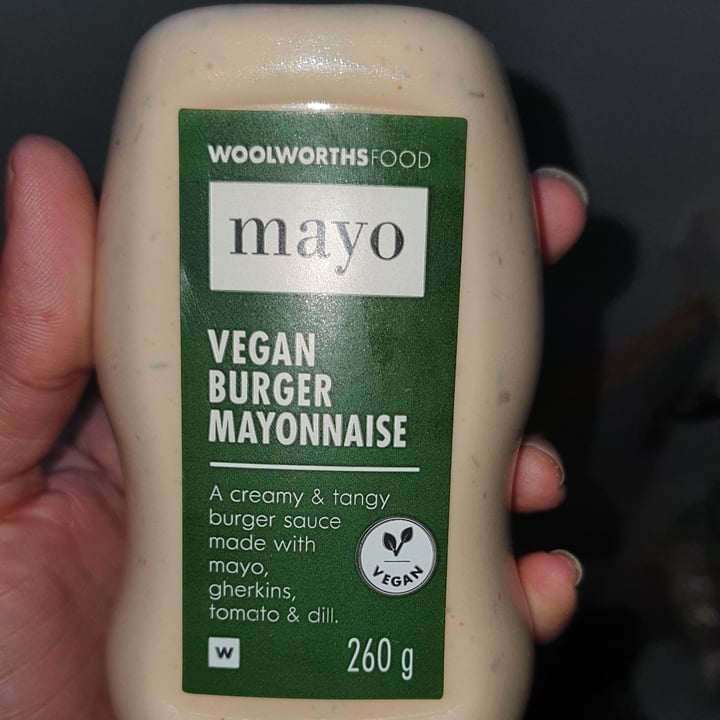 WOOLWORTHSFOOD
mayo
VEGAN
BURGER
MAYONNAISE
A creamy & tangy
burger sauce
made with
mayo,
gherkins,
tomato & dill.
VEGAN
W
260 g